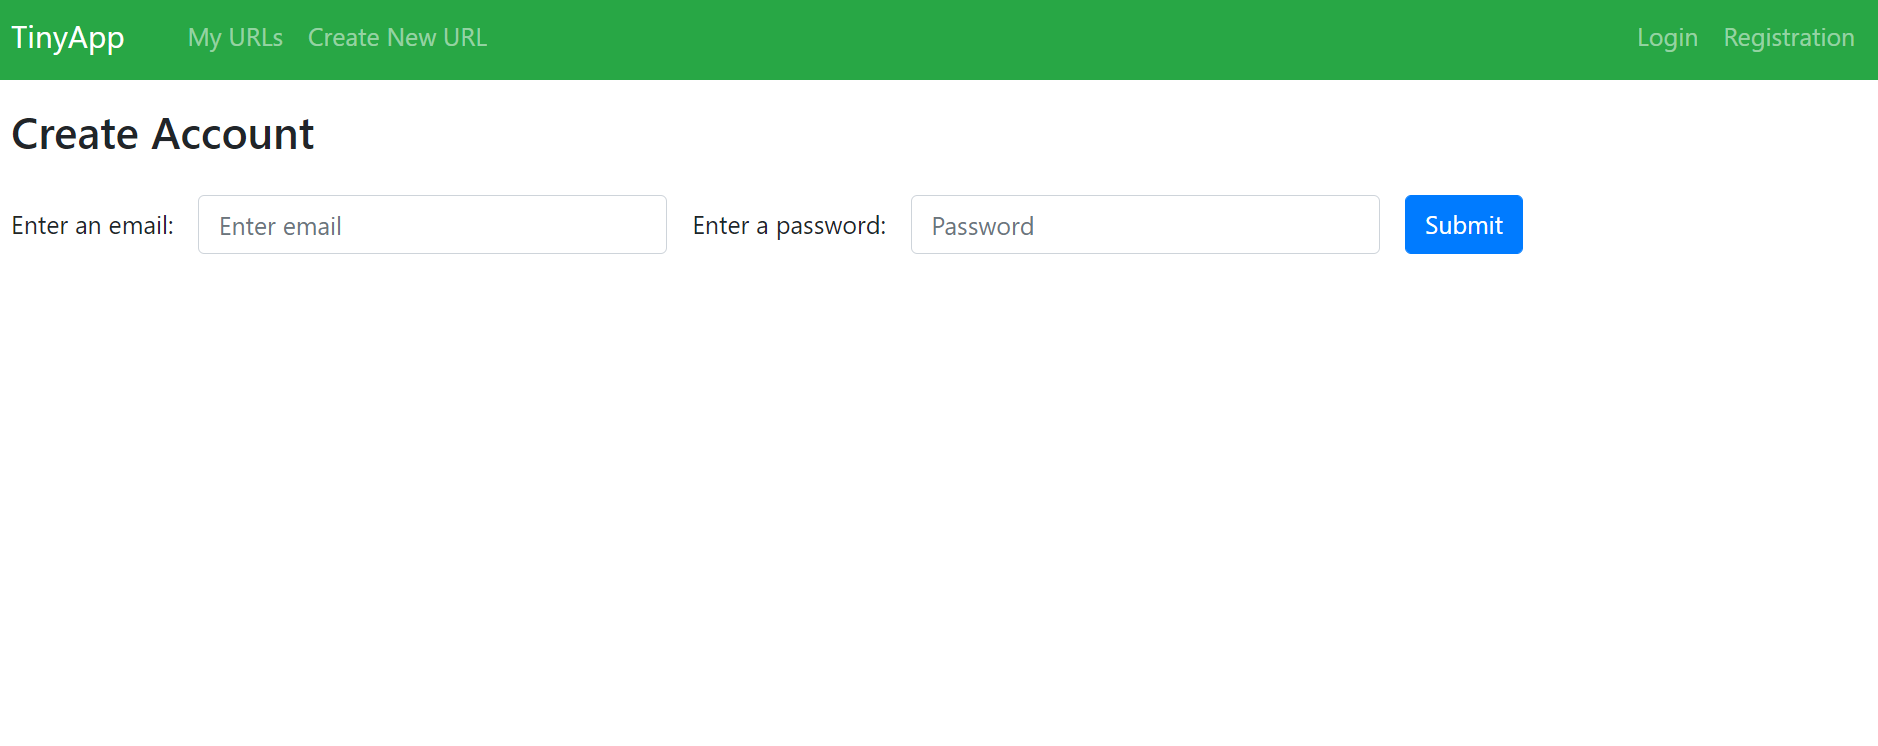 TinyApp My URLs Create New URL Login Registration
Create Account
Enter an email: Enter email Enter a password: Password Submit